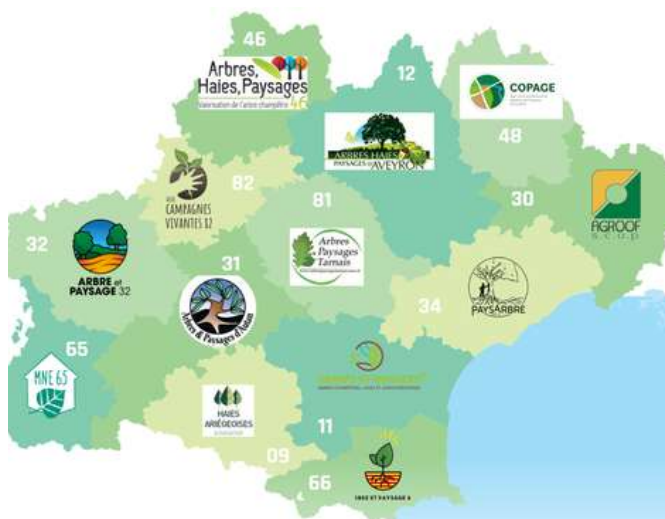 46
Arbres,
Haies, Paysages
Valorisation de l'arbre champêtre 46
12
COPAGE
48
ARBRES HAIES
PAYSAGES D'AVEYRON
82
CAMPAGNES
VIVANTES 82
81
30
AGROOF
s.c.o.p
32
ARBRE et
PAYSAGE 32
31
Arbres
Paysages
Tarnais
Arbres & Paysages d'Autan
34
PAYSARBRE
65
MNE 65
HAIES
ARIÉGEOISES
11
09
66